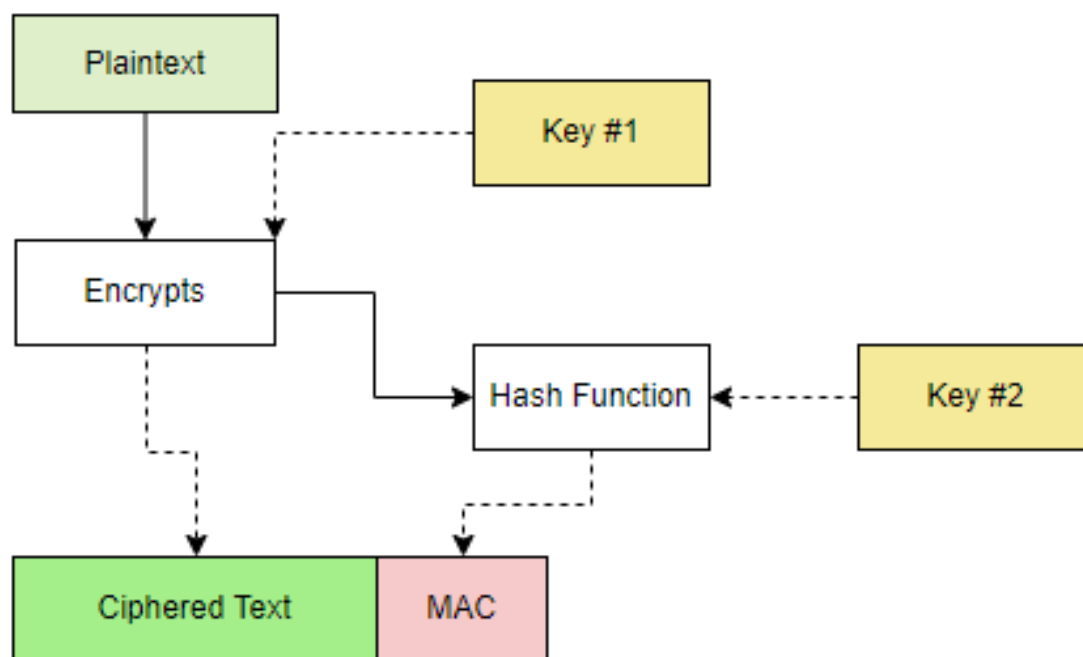 Plaintext
Key #1
Encrypts
Hash Function
Key #2
Ciphered Text
MAC